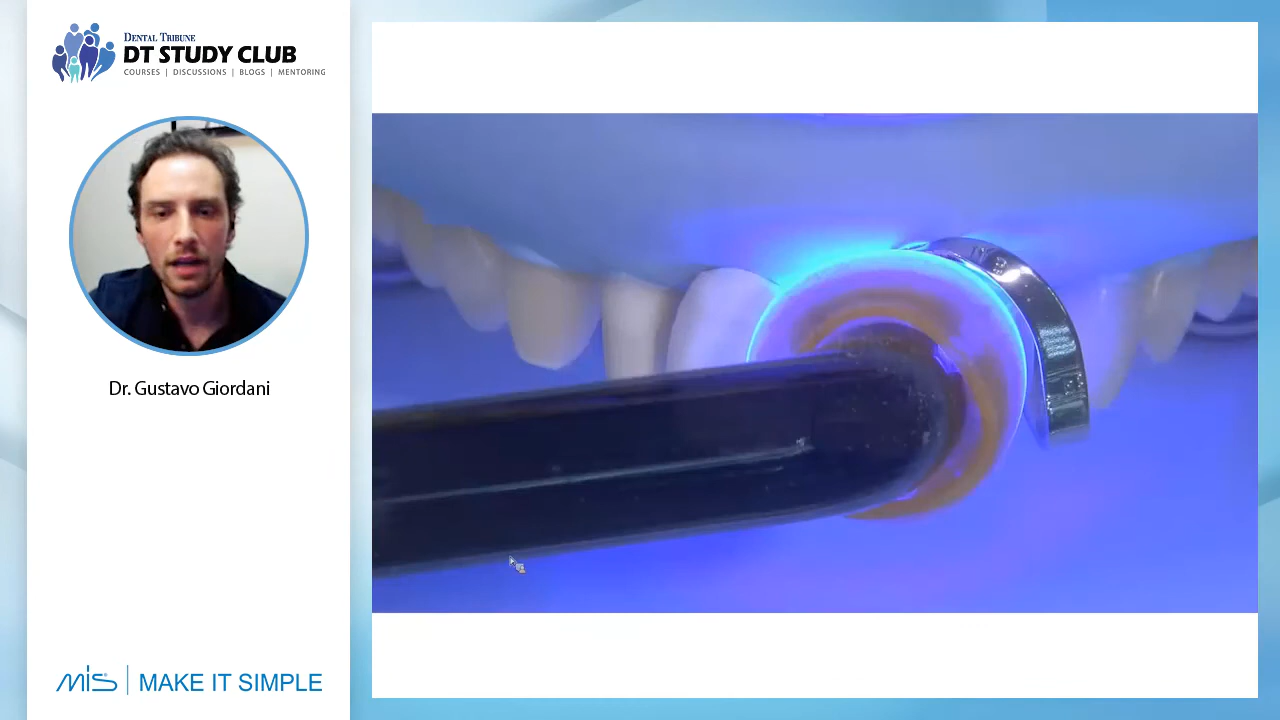 DENTAL TRIBUNE
DT STUDY CLUB
COURSES | DISCUSSIONS | BLOGS | MENTORING
Dr. Gustavo Giordani
MIS® | MAKE IT SIMPLE